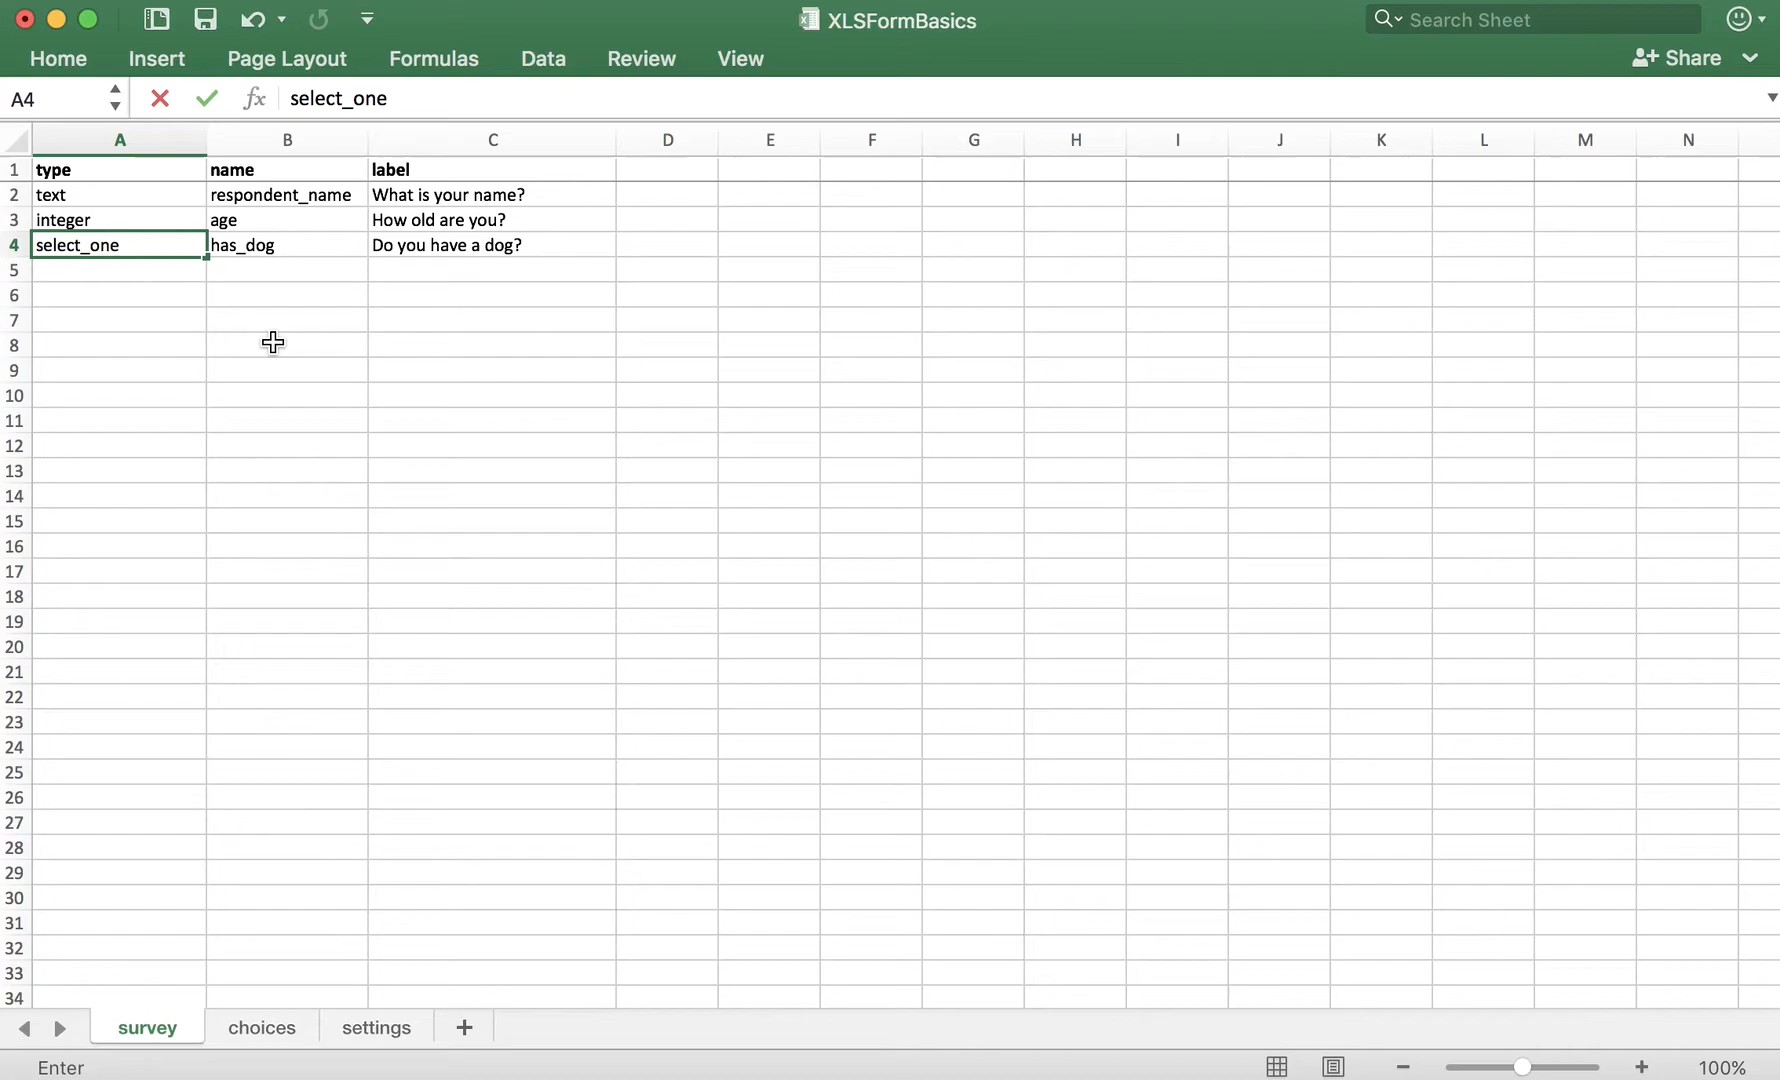 XLSFormBasics
Search Sheet
Home Insert Page Layout Formulas Data Review View Share
A4 fx select_one
A B C D E F G H I J K L M N
1 type name label
2 text respondent_name What is your name?
3 integer age How old are you?
4 select_one has_dog Do you have a dog?
5
6
7
8
9
10
11
12
13
14
15
16
17
18
19
20
21
22
23
24
25
26
27
28
29
30
31
32
33
34
survey choices settings +
Enter 100%